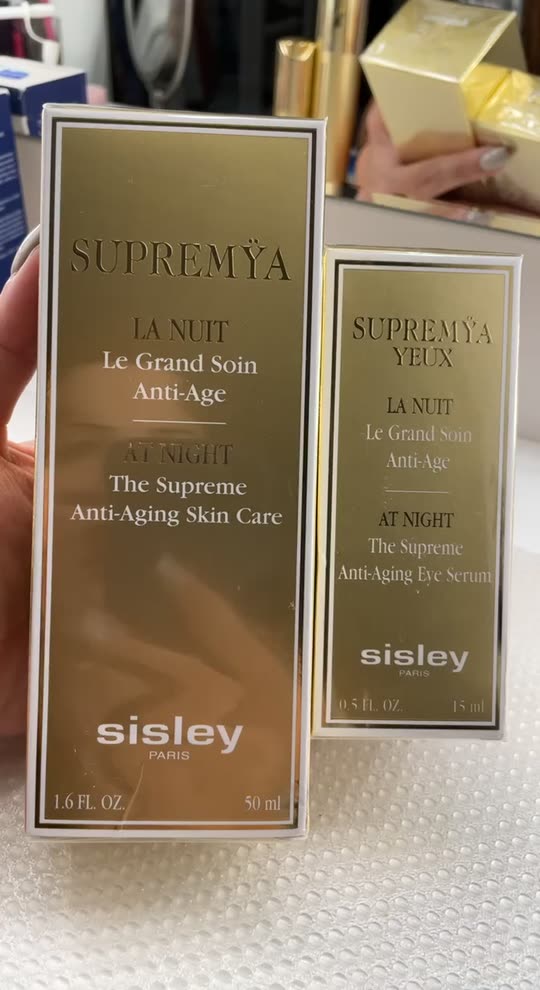 SUPREMŸA
LA NUIT
Le Grand Soin
Anti-Age
AT NIGHT
The Supreme
Anti-Aging Skin Care
sisley
PARIS
1.6 FL. OZ. 50 ml
SUPREMŸA
YEUX
LA NUIT
Le Grand Soin
Anti-Age
AT NIGHT
The Supreme
Anti-Aging Eye Serum
sisley
PARIS
0.5 FL. OZ. 15 ml